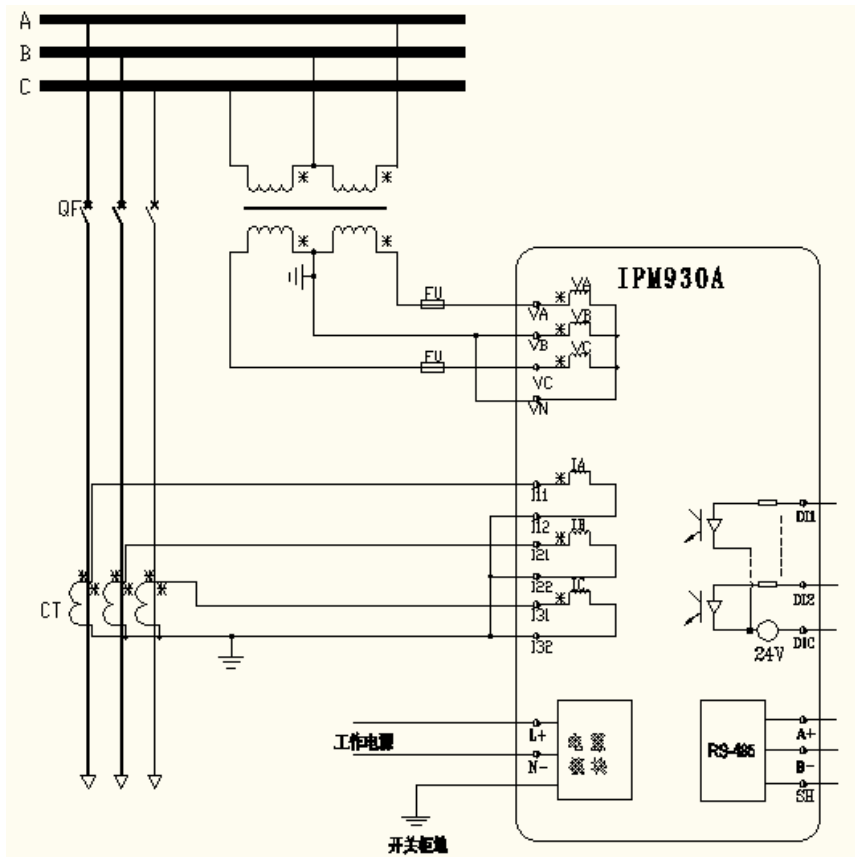 A
B
C
QF
IPM930A
FU
VA
VA
VB
VB
FU
VC
VC
VN
IA
I11
I12
IB
I21
I22
IC
I31
I32
CT
DI1
DI2
24V
DIC
工作电源
L+
N-
电源
模块
RS-485
A+
B-
SH
开关柜地